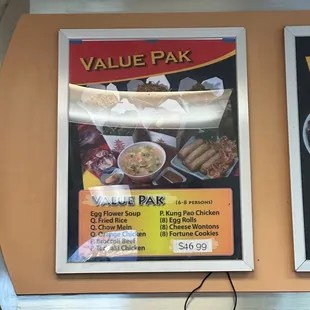 VALUE PAK
VALUE PAK (6-8 PERSONS)
Egg Flower Soup
Q. Fried Rice
Q. Chow Mein
Q. Orange Chicken
P. Broccoli Beef
Chicken
P. Kung Pao Chicken
(8) Egg Rolls
(8) Cheese Wontons
(8) Fortune Cookies
$46.99